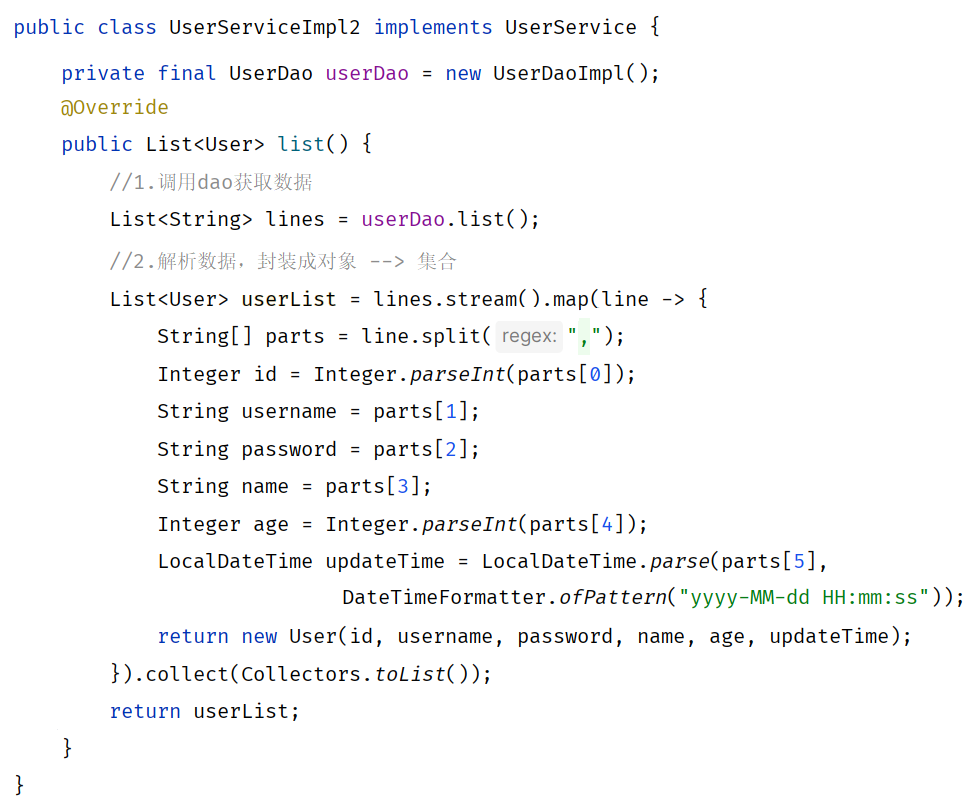 public class UserServiceImpl2 implements UserService {
    private final UserDao userDao = new UserDaoImpl();
    @Override
    public List<User> list() {
        //1.调用dao获取数据
        List<String> lines = userDao.list();
        //2.解析数据，封装成对象 --> 集合
        List<User> userList = lines.stream().map(line -> {
            String[] parts = line.split( regex: ",");
            Integer id = Integer.parseInt(parts[0]);
            String username = parts[1];
            String password = parts[2];
            String name = parts[3];
            Integer age = Integer.parseInt(parts[4]);
            LocalDateTime updateTime = LocalDateTime.parse(parts[5],
                           DateTimeFormatter.ofPattern("yyyy-MM-dd HH:mm:ss"));
            return new User(id, username, password, name, age, updateTime);
        }).collect(Collectors.toList());
        return userList;
    }
}